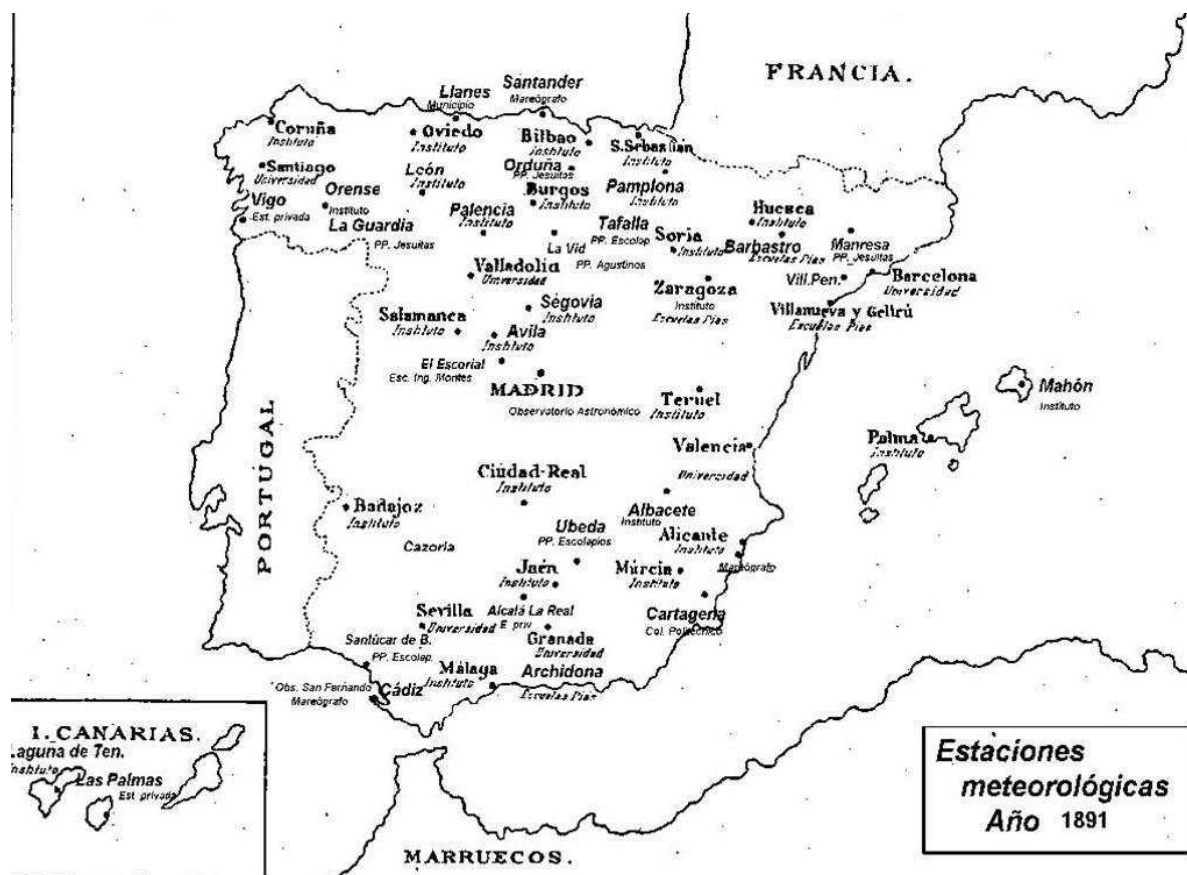 FRANCIA.
Santander
Mareógrafo
Llanes
Municipio
Coruña
Instituto
Oviedo
Instituto
Bilbao
Instituto
S.Sebastian
Instituto
Santiago
Universidad
León
Instituto
Orduña
PP. Jesuitas
Pamplona
Instituto
Orense
Instituto
Burgos
Instituto
Vigo
Est. privada
La Guardia
PP. Jesuitas
Palencia
Instituto
Tafalla
PP. Escolap
Huesca
Instituto
La Vid
PP. Agustinos
Soria
Instituto
Barbastro
Escuelas Pias
Manresa
PP. Jesuitas
Valladolid
Universidad
Zaragoza
Instituto
Escuelas Pias
Vill.Pen.
Barcelona
Universidad
Segovia
Instituto
Villanueva y Geltrú
Escuelas Pias
Salamanca
Instituto
Avila
Instituto
El Escorial
Esc. Ing. Montes
MADRID
Observatorio Astronómico
Teruel
Instituto
Mahón
Instituto
PORTUGAL
Valencia
Universidad
Palma
Instituto
Ciudad-Real
Instituto
Badajoz
Instituto
Albacete
Instituto
Cazorla
Ubeda
PP. Escolapios
Alicante
Instituto
Mareógrafo
Jaén
Instituto
Múrcia
Instituto
Sevilla
Universidad
Alcalá La Real
E. priv
Cartagena
Col. Politécnico
Granada
Universidad
Sanlúcar de B.
PP. Escolap.
Málaga
Instituto
Archidona
Escuelas Pias
Obs. San Fernando
Mareógrafo
Cádiz
I. CANARIAS.
Laguna de Ten.
Instituto
Las Palmas
Est. privada
MARRUECOS.
Estaciones
meteorológicas
Año 1891